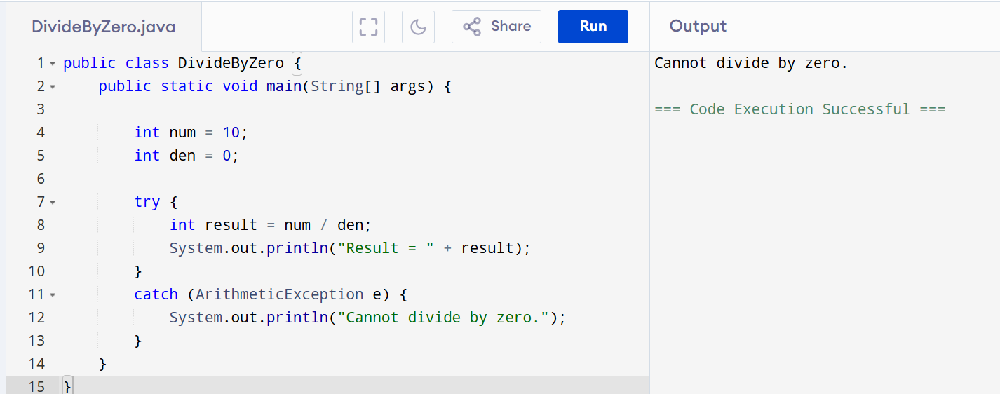 DivideByZero.java
Share
Run
Output
1 public class DivideByZero {
2     public static void main(String[] args) {
3
4         int num = 10;
5         int den = 0;
6
7         try {
8             int result = num / den;
9             System.out.println("Result = " + result);
10         }
11         catch (ArithmeticException e) {
12             System.out.println("Cannot divide by zero.");
13         }
14     }
15 }
Cannot divide by zero.
=== Code Execution Successful ===